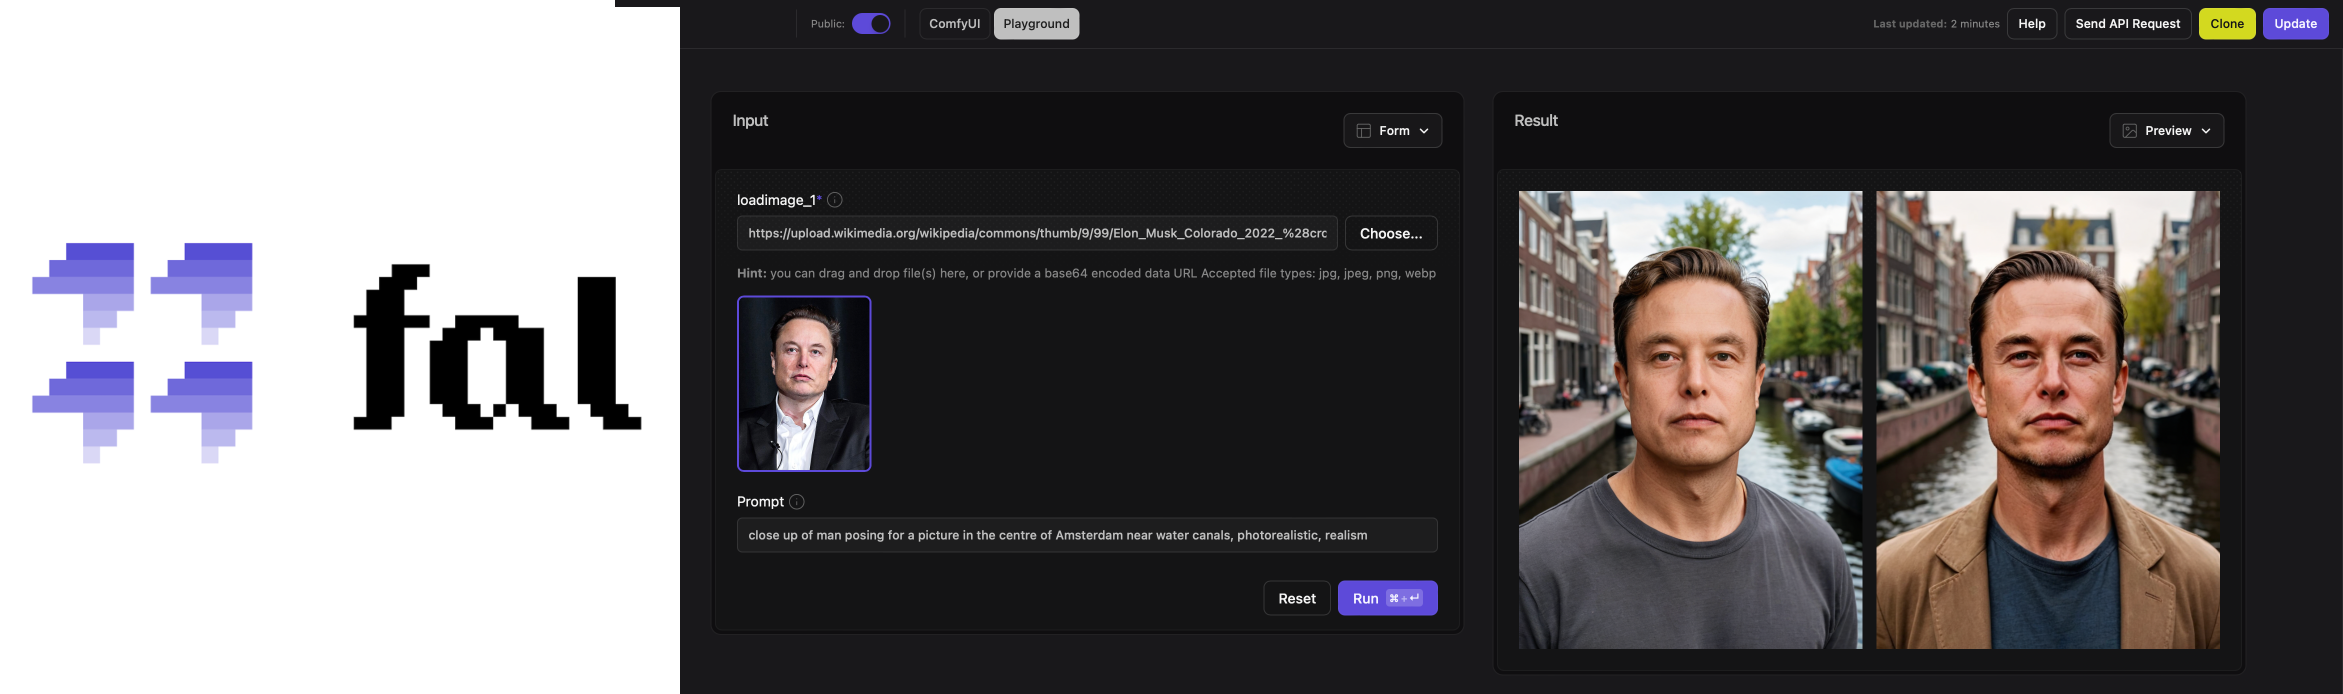 fal
Public:
ComfyUI
Playground
Last updated: 2 minutes
Help
Send API Request
Clone
Update
Input
Form
loadimage_1*
https://upload.wikimedia.org/wikipedia/commons/thumb/9/99/Elon_Musk_Colorado_2022_%28crc
Choose...
Hint: you can drag and drop file(s) here, or provide a base64 encoded data URL Accepted file types: jpg, jpeg, png, webp
Prompt
close up of man posing for a picture in the centre of Amsterdam near water canals, photorealistic, realism
Reset
Run ⌘+↵
Result
Preview